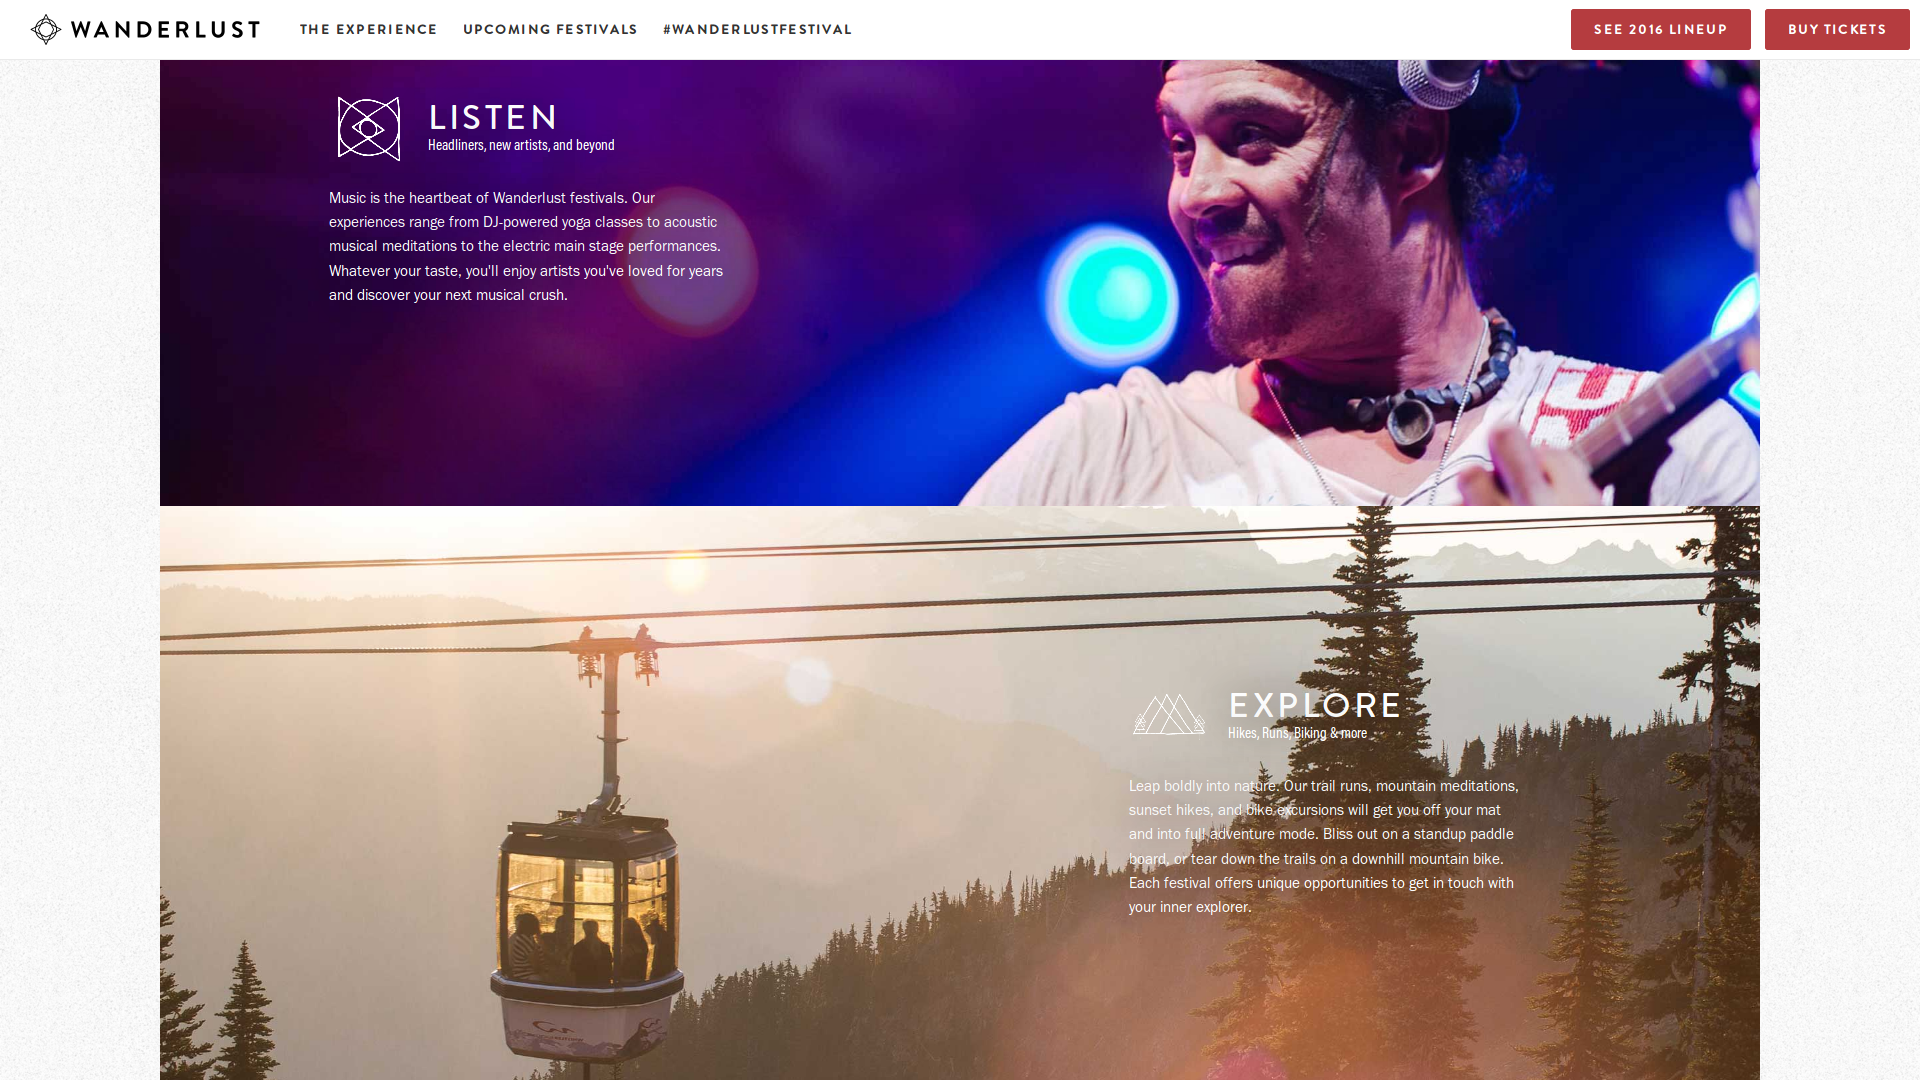 WANDERLUST
THE EXPERIENCE
UPCOMING FESTIVALS
#WANDERLUSTFESTIVAL
SEE 2016 LINEUP
BUY TICKETS
LISTEN
Headliners, new artists, and beyond
Music is the heartbeat of Wanderlust festivals. Our
experiences range from DJ-powered yoga classes to acoustic
musical meditations to the electric main stage performances.
Whatever your taste, you'll enjoy artists you've loved for years
and discover your next musical crush.
EXPLORE
Hikes, Runs, Biking & more
Leap boldly into nature. Our trail runs, mountain meditations,
sunset hikes, and bike excursions will get you off your mat
and into full adventure mode. Bliss out on a standup paddle
board, or tear down the trails on a downhill mountain bike.
Each festival offers unique opportunities to get in touch with
your inner explorer.